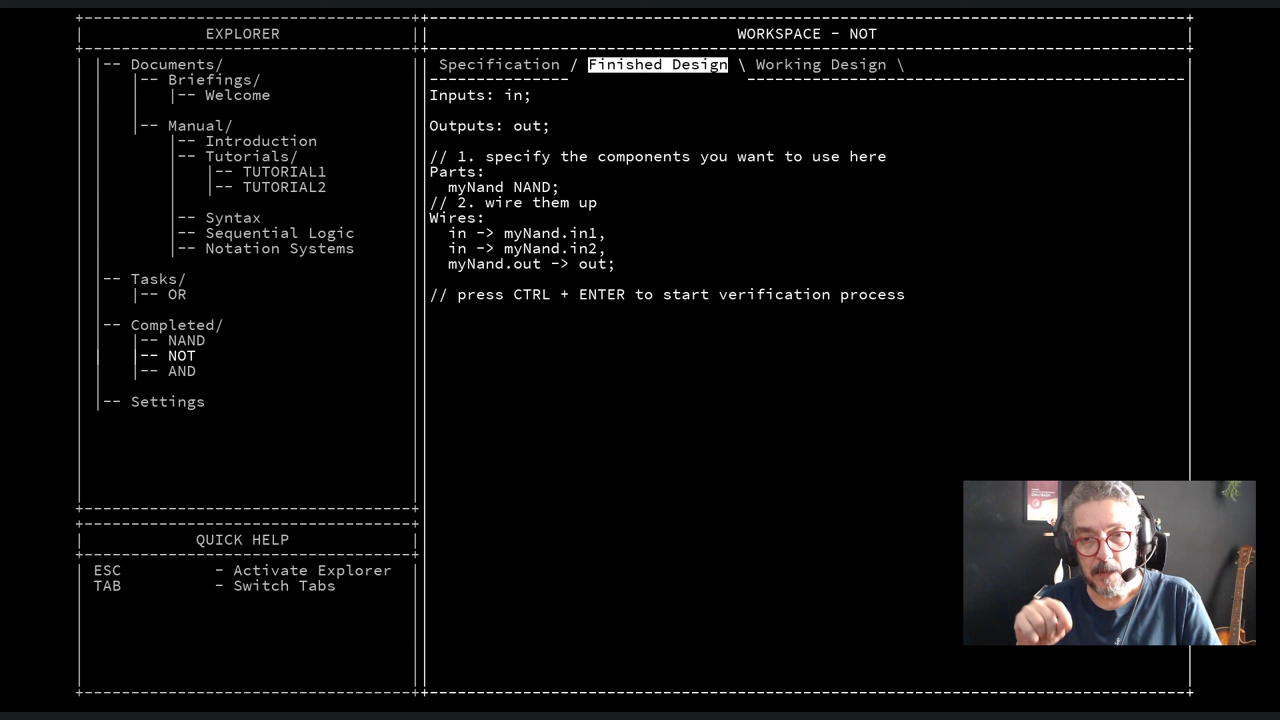 EXPLORER
|-- Documents/
|-- Briefings/
|-- Welcome
|-- Manual/
|-- Introduction
|-- Tutorials/
|-- TUTORIAL1
|-- TUTORIAL2
|-- Syntax
|-- Sequential Logic
|-- Notation Systems
|-- Tasks/
|-- OR
|-- Completed/
|-- NAND
|-- NOT
|-- AND
|-- Settings
QUICK HELP
ESC - Activate Explorer
TAB - Switch Tabs
WORKSPACE - NOT
Specification / Finished Design \ Working Design \
Inputs: in;
Outputs: out;
// 1. specify the components you want to use here
Parts:
myNand NAND;
// 2. wire them up
Wires:
in -> myNand.in1,
in -> myNand.in2,
myNand.out -> out;
// press CTRL + ENTER to start verification process